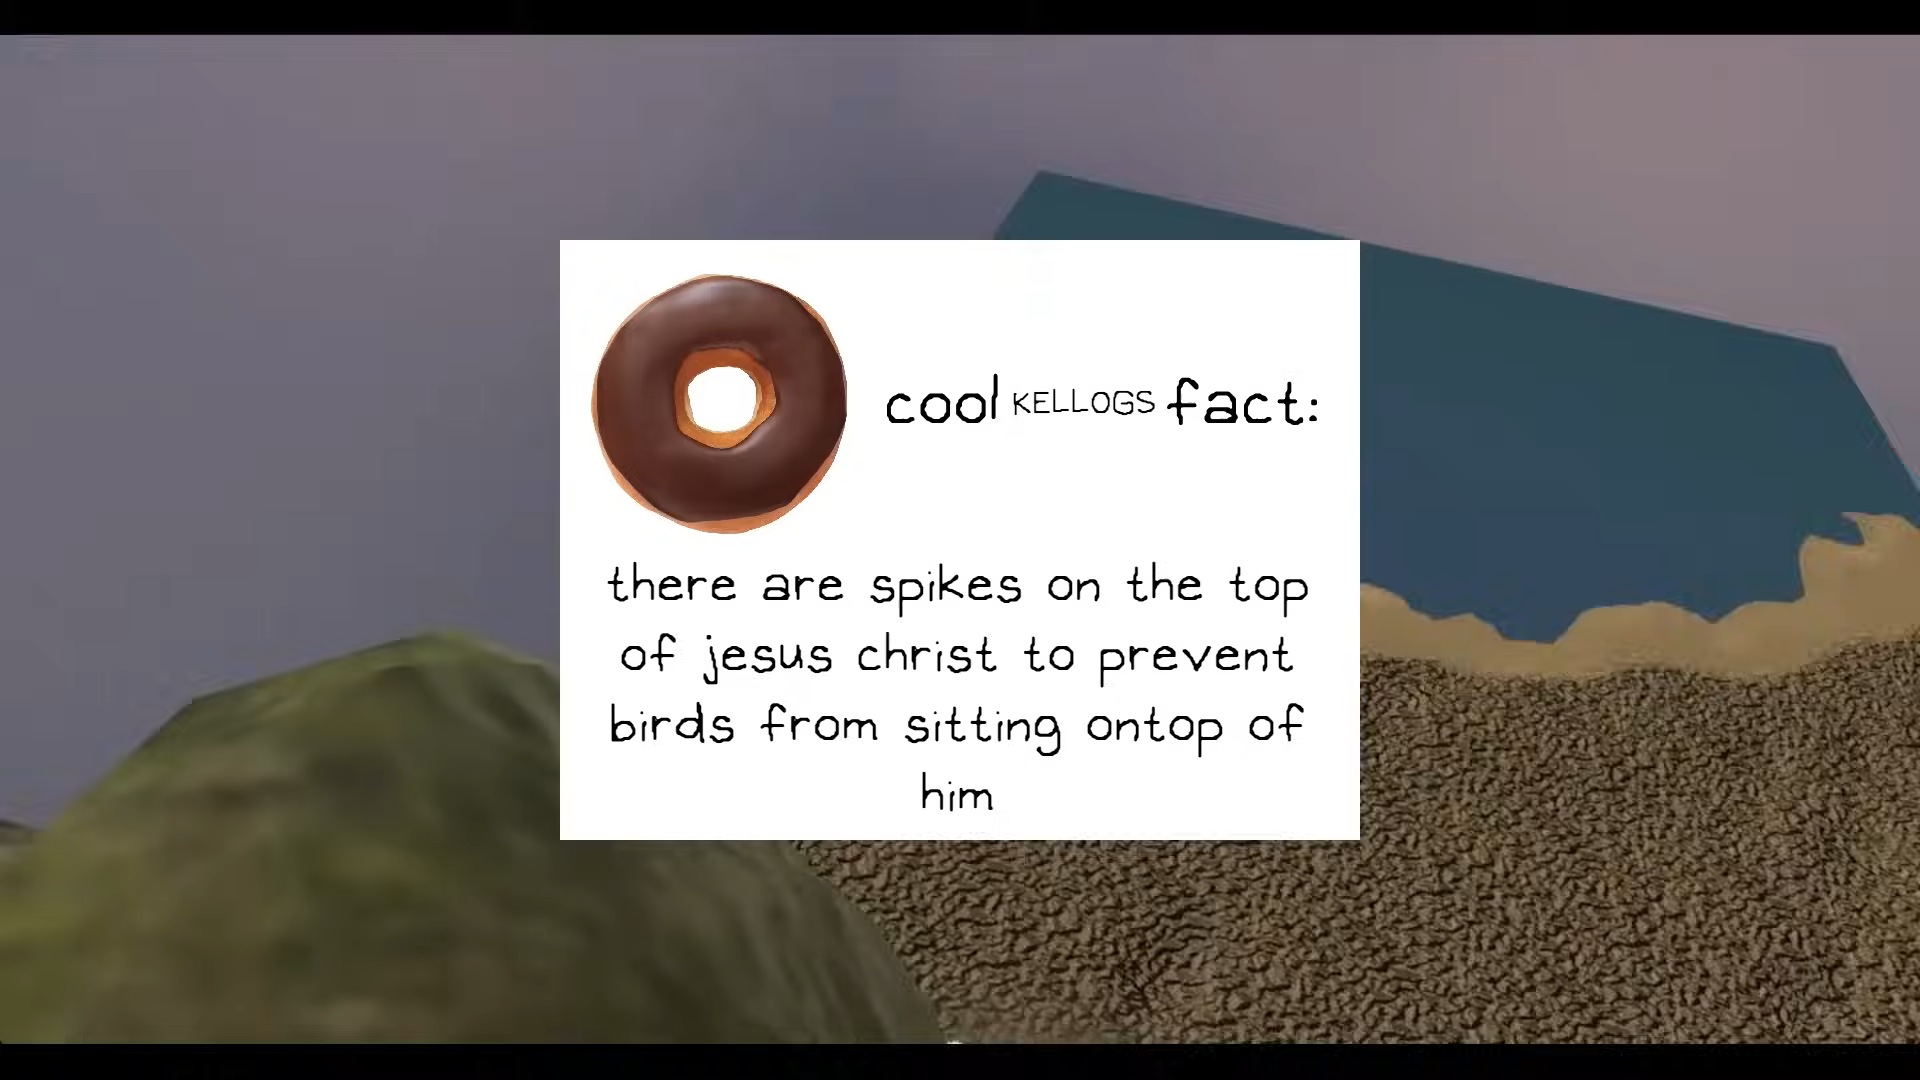 cool KELLOGS fact:
there are spikes on the top
of jesus christ to prevent
birds from sitting ontop of
him